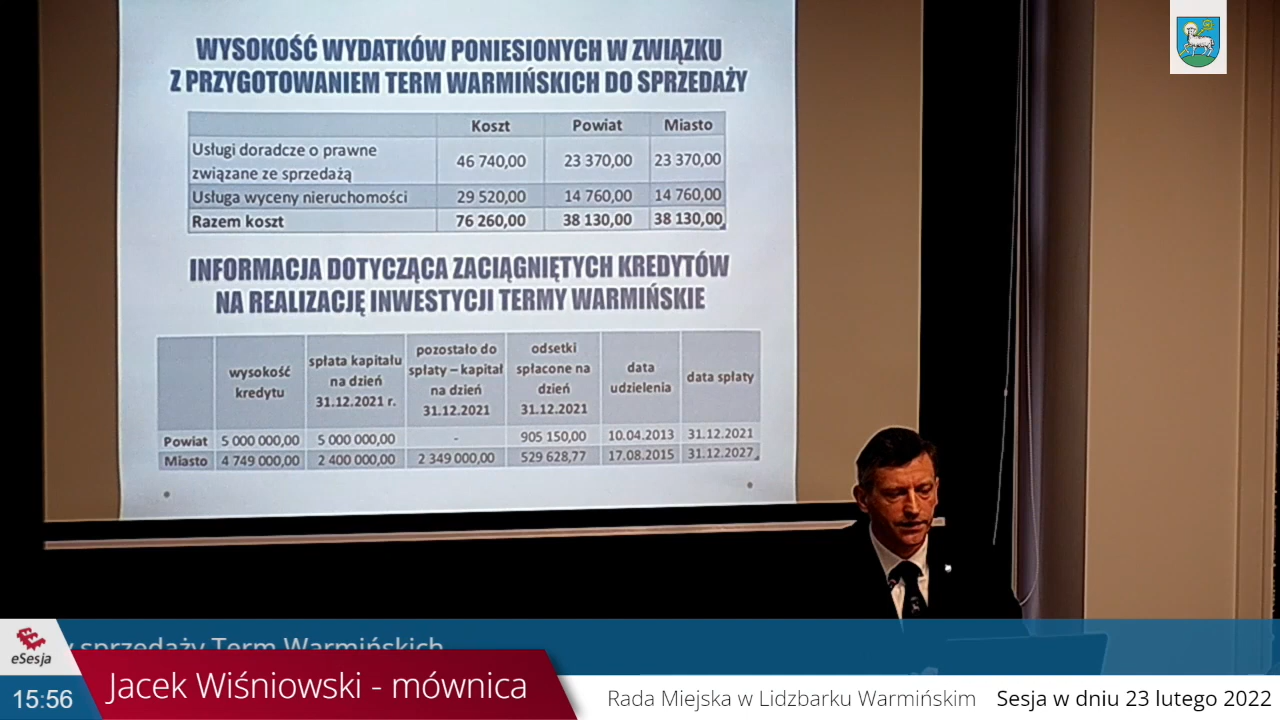 WYSOKOŚĆ WYDATKÓW PONIESIONYCH W ZWIĄZKU
Z PRZYGOTOWANIEM TERM WARMIŃSKICH DO SPRZEDAŻY
Koszt Powiat Miasto
Usługi doradcze o prawne
związane ze sprzedażą 46 740,00 23 370,00 23 370,00
Usługa wyceny nieruchomości 29 520,00 14 760,00 14 760,00
Razem koszt 76 260,00 38 130,00 38 130,00
INFORMACJA DOTYCZĄCA ZACIĄGNIĘTYCH KREDYTÓW
NA REALIZACJĘ INWESTYCJI TERMY WARMIŃSKIE
wysokość
kredytu
spłata kapitału
na dzień
31.12.2021 r.
pozostało do
spłaty – kapitał
na dzień
31.12.2021
odsetki
spłacone na
dzień
31.12.2021
data
udzielenia
data spłaty
Powiat 5 000 000,00 5 000 000,00 - 905 150,00 10.04.2013 31.12.2021
Miasto 4 749 000,00 2 400 000,00 2 349 000,00 529 628,77 17.08.2015 31.12.2027
y sprzedaży Term Warmińskich
eSesja
Jacek Wiśniowski - mównica
15:56
Rada Miejska w Lidzbarku Warmińskim Sesja w dniu 23 lutego 2022